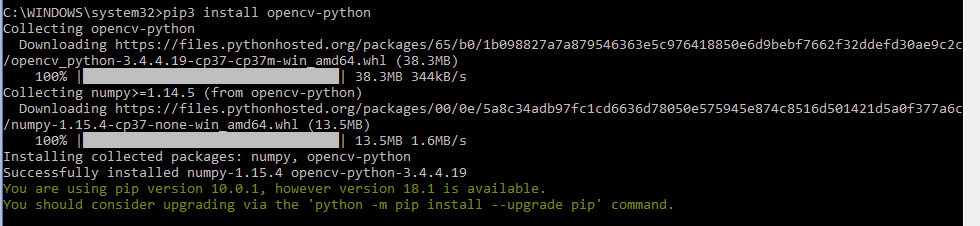 C:\WINDOWS\system32>pip3 install opencv-python
Collecting opencv-python
  Downloading https://files.pythonhosted.org/packages/65/b0/1b098827a7a879546363e5c976418850e6d9bebf7662f32ddefd30ae9c2c
/opencv_python-3.4.4.19-cp37-cp37m-win_amd64.whl (38.3MB)
    100% |████████████████████████████████| 38.3MB 344kB/s
Collecting numpy>=1.14.5 (from opencv-python)
  Downloading https://files.pythonhosted.org/packages/00/0e/5a8c34adb97fc1cd6636d78050e575945e874c8516d501421d5a0f377a6c
/numpy-1.15.4-cp37-none-win_amd64.whl (13.5MB)
    100% |████████████████████████████████| 13.5MB 1.6MB/s
Installing collected packages: numpy, opencv-python
Successfully installed numpy-1.15.4 opencv-python-3.4.4.19
You are using pip version 10.0.1, however version 18.1 is available.
You should consider upgrading via the 'python -m pip install --upgrade pip' command.